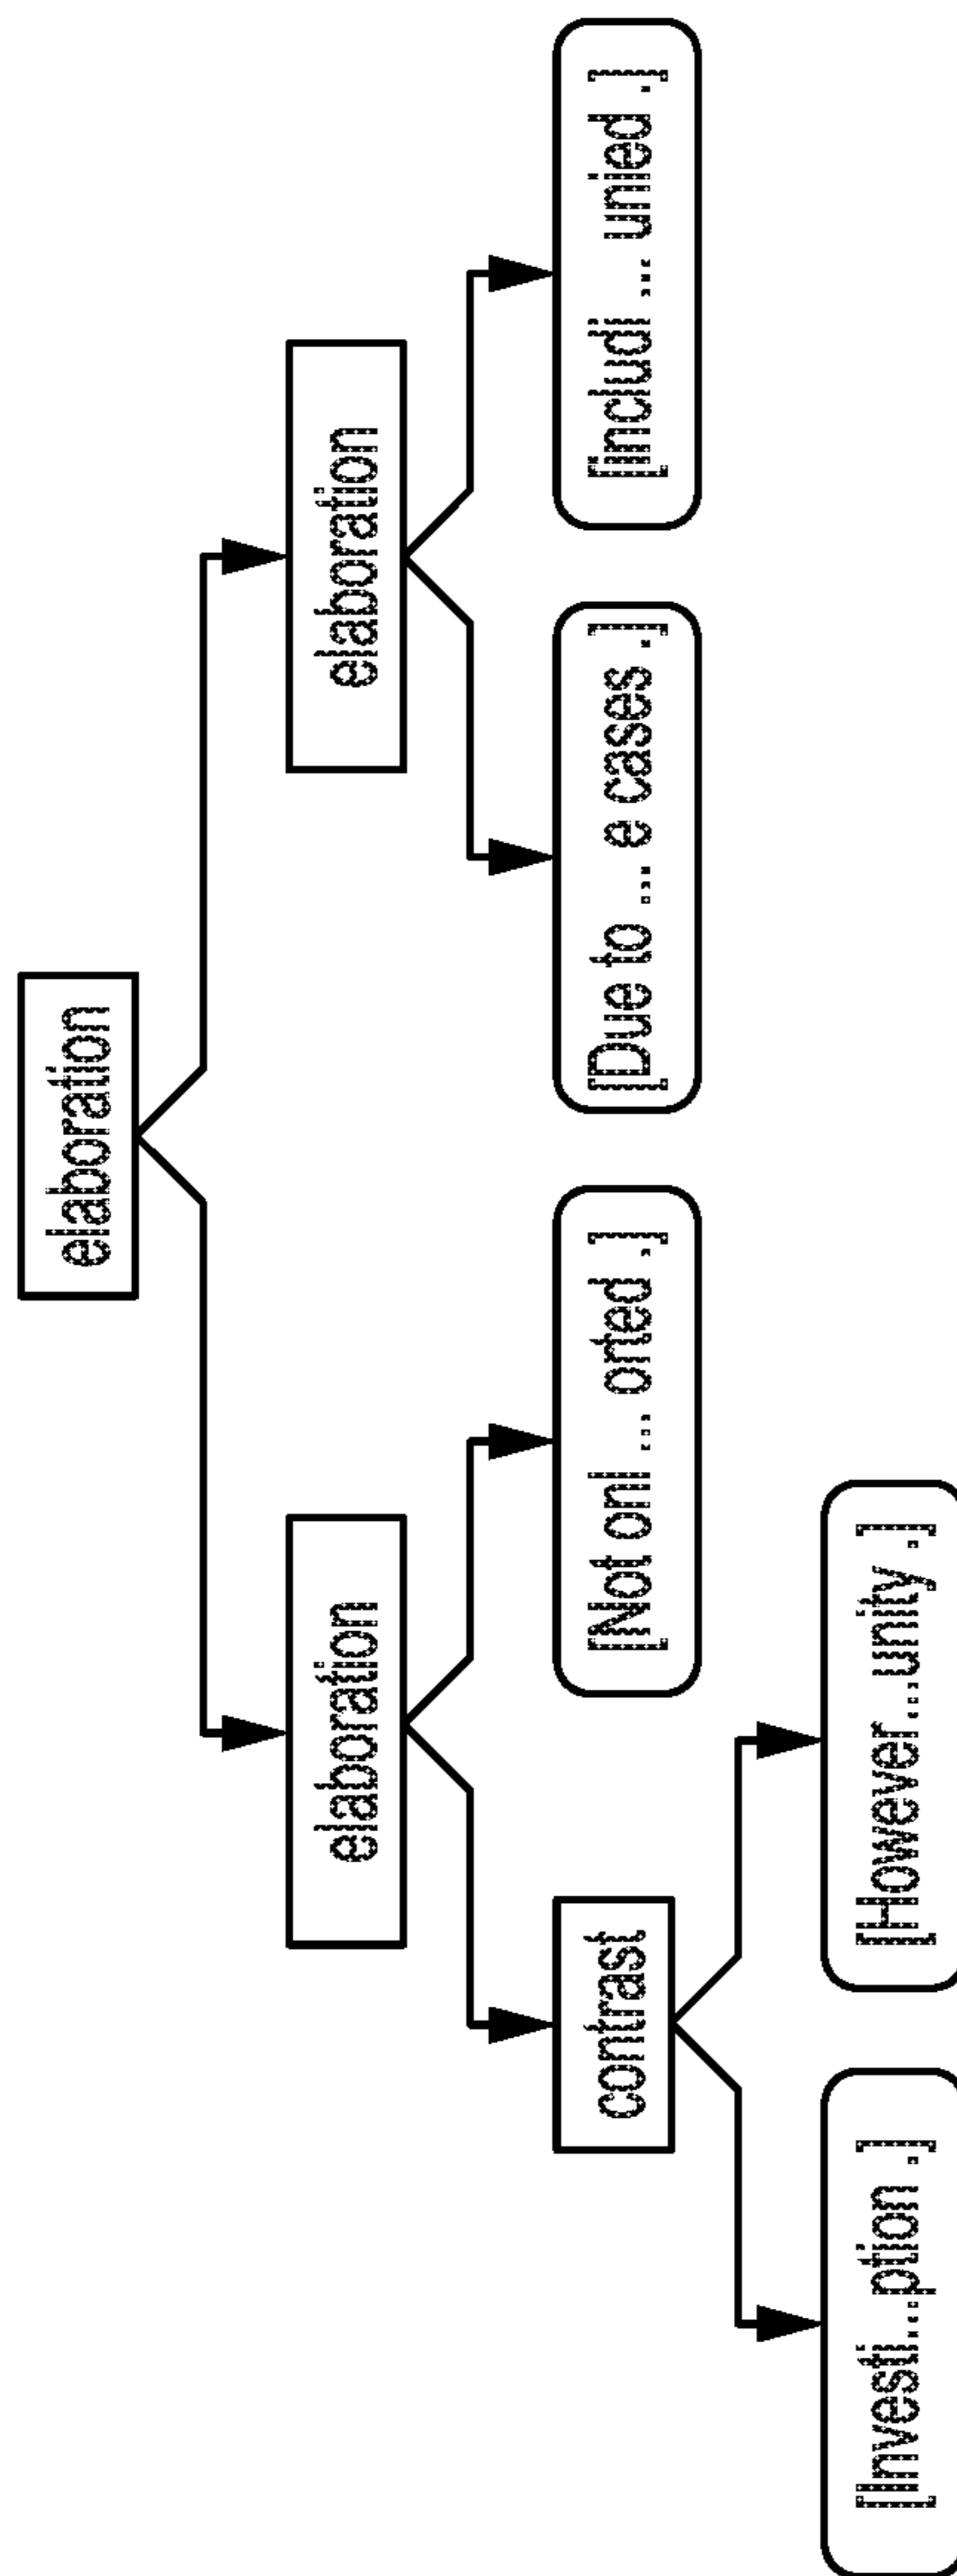 elaboration
elaboration
elaboration
contrast
[Not onl ... orted .]
[Due to ... e cases .]
[includi ... unied .]
[Investi...ption .]
[However...unity .]